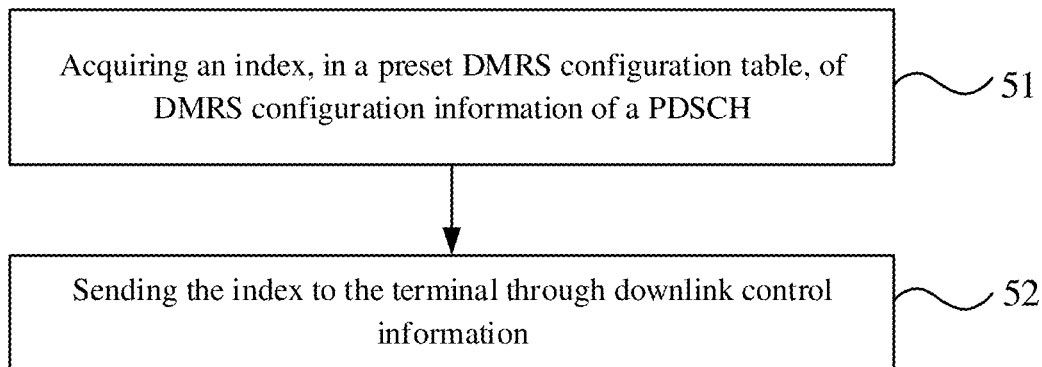 Acquiring an index, in a preset DMRS configuration table, of
DMRS configuration information of a PDSCH
51
Sending the index to the terminal through downlink control
information
52